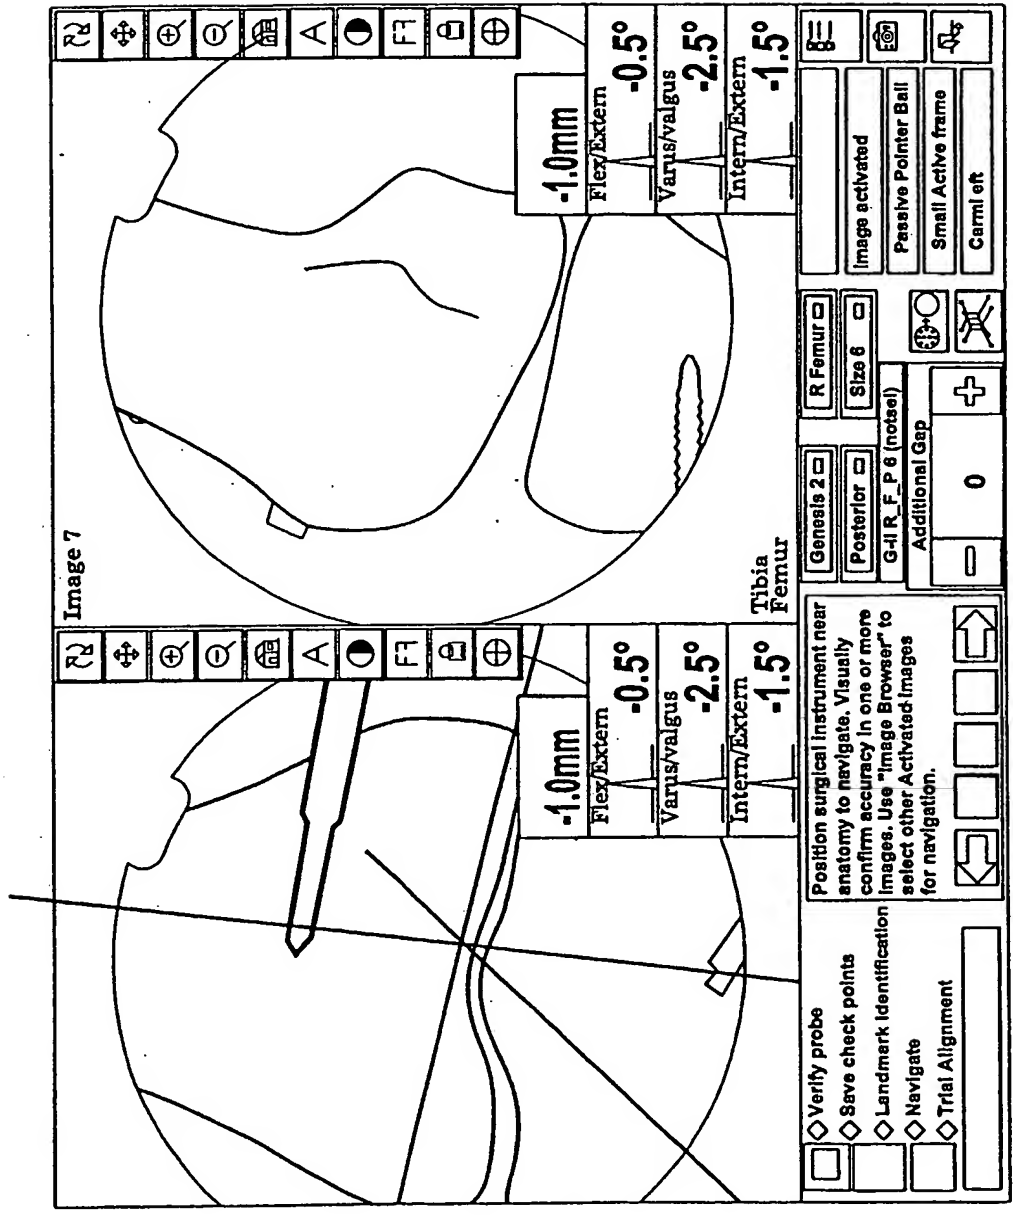 A
FT
-1.0mm
Flex/Extern
-0.5°
Varus/valgus
-2.5°
Intern/Extern
-1.5°
Image 7
A
FT
-1.0mm
Flex/Extern
-0.5°
Varus/valgus
-2.5°
Intern/Extern
-1.5°
Tibia
Femur
Verify probe
Save check points
Landmark Identification
Navigate
Trial Alignment
Position surgical instrument near
anatomy to navigate. Visually
confirm accuracy in one or more
Images. Use "Image Browser" to
select other Activated Images
for navigation.
Genesis 2
R Femur
Posterior
Size 6
G-II R_F_P 6 (notsel)
Additional Gap
0
Image activated
Passive Pointer Ball
Small Active frame
Carml eft